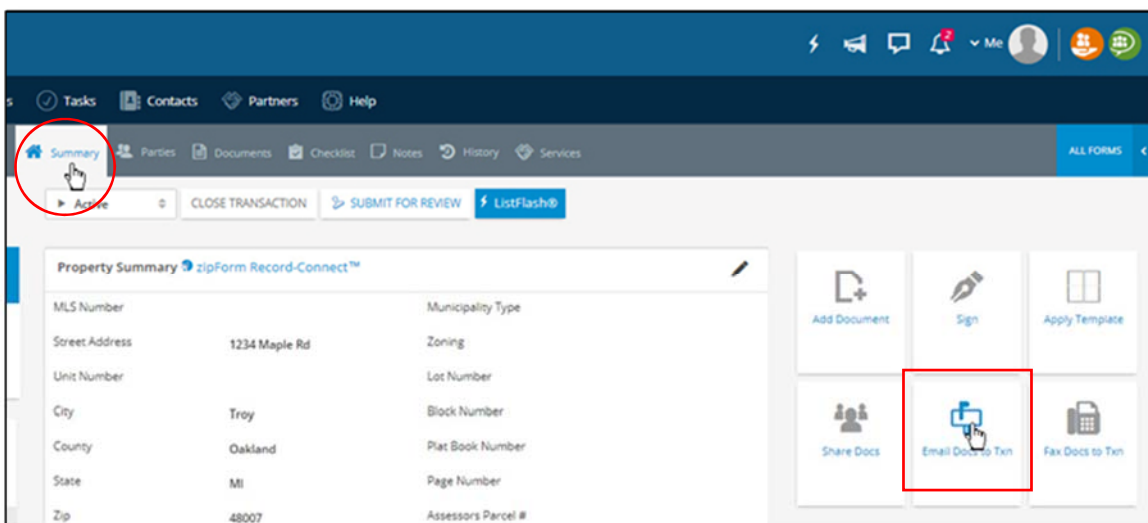 2
Me
s Tasks Contacts Partners Help
Summary Parties Documents Checklist Notes History Services ALL FORMS
Active CLOSE TRANSACTION SUBMIT FOR REVIEW ListFlash®
Property Summary zipForm Record-Connect™
MLS Number Municipality Type
Street Address 1234 Maple Rd Zoning
Unit Number Lot Number
City Troy Block Number
County Oakland Plat Book Number
State MI Page Number
Zip 48007 Assessors Parcel #
Add Document Sign Apply Template
Share Docs Email Docs to Txn Fax Docs to Txn